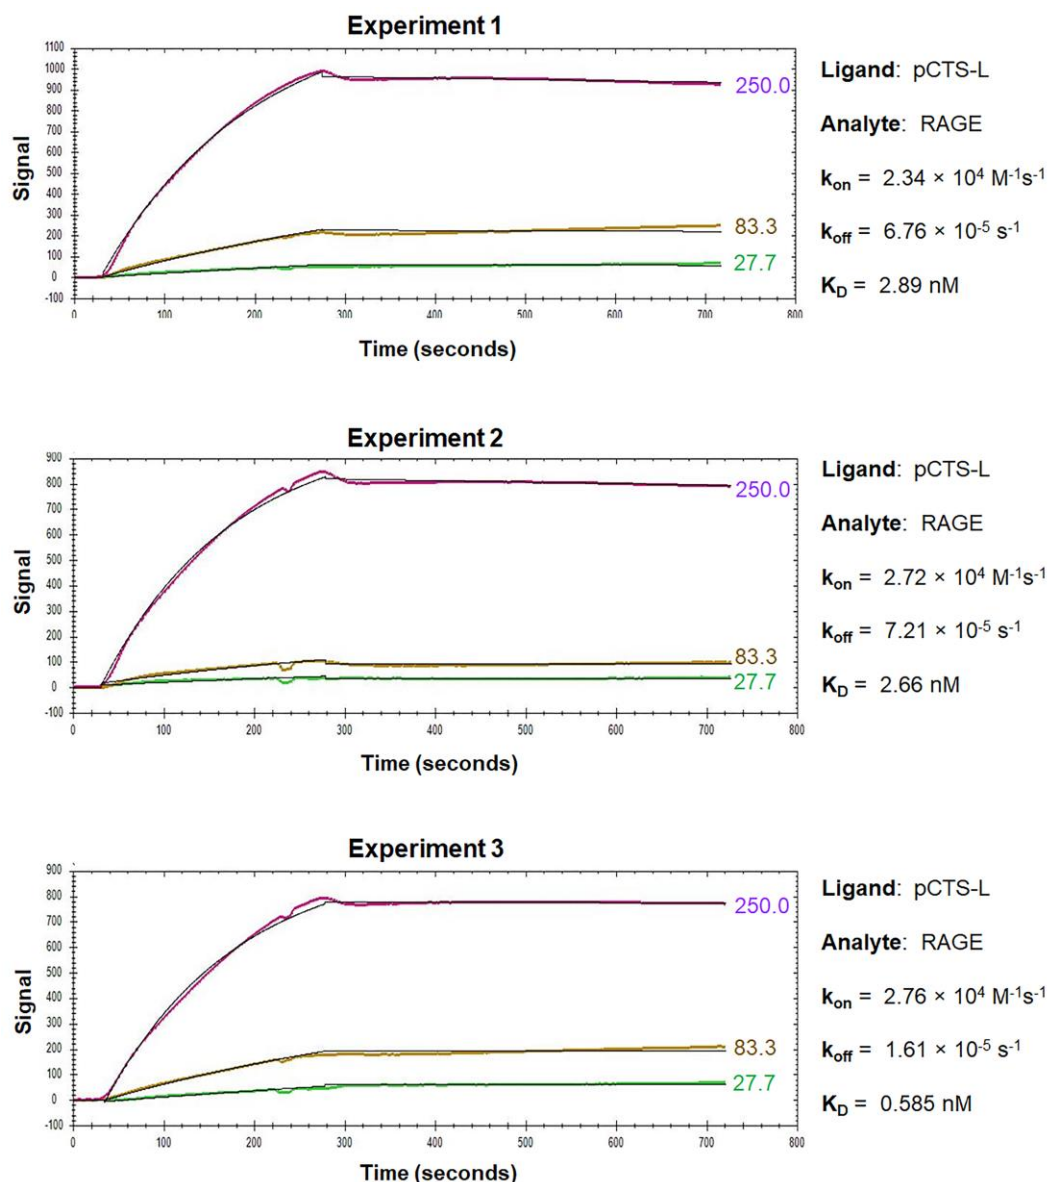 Experiment 1
1100
1000
900
800
700
600
500
400
300
200
100
0
-100
Signal
0 100 200 300 400 500 600 700 800
Time (seconds)
250.0
83.3
27.7
Ligand: pCTS-L
Analyte: RAGE
kon = 2.34 × 10⁴ M⁻¹s⁻¹
koff = 6.76 × 10⁻⁵ s⁻¹
KD = 2.89 nM
Experiment 2
900
800
700
600
500
400
300
200
100
0
-100
Signal
0 100 200 300 400 500 600 700 800
Time (seconds)
250.0
83.3
27.7
Ligand: pCTS-L
Analyte: RAGE
kon = 2.72 × 10⁴ M⁻¹s⁻¹
koff = 7.21 × 10⁻⁵ s⁻¹
KD = 2.66 nM
Experiment 3
900
800
700
600
500
400
300
200
100
0
-100
Signal
0 100 200 300 400 500 600 700 800
Time (seconds)
250.0
83.3
27.7
Ligand: pCTS-L
Analyte: RAGE
kon = 2.76 × 10⁴ M⁻¹s⁻¹
koff = 1.61 × 10⁻⁵ s⁻¹
KD = 0.585 nM